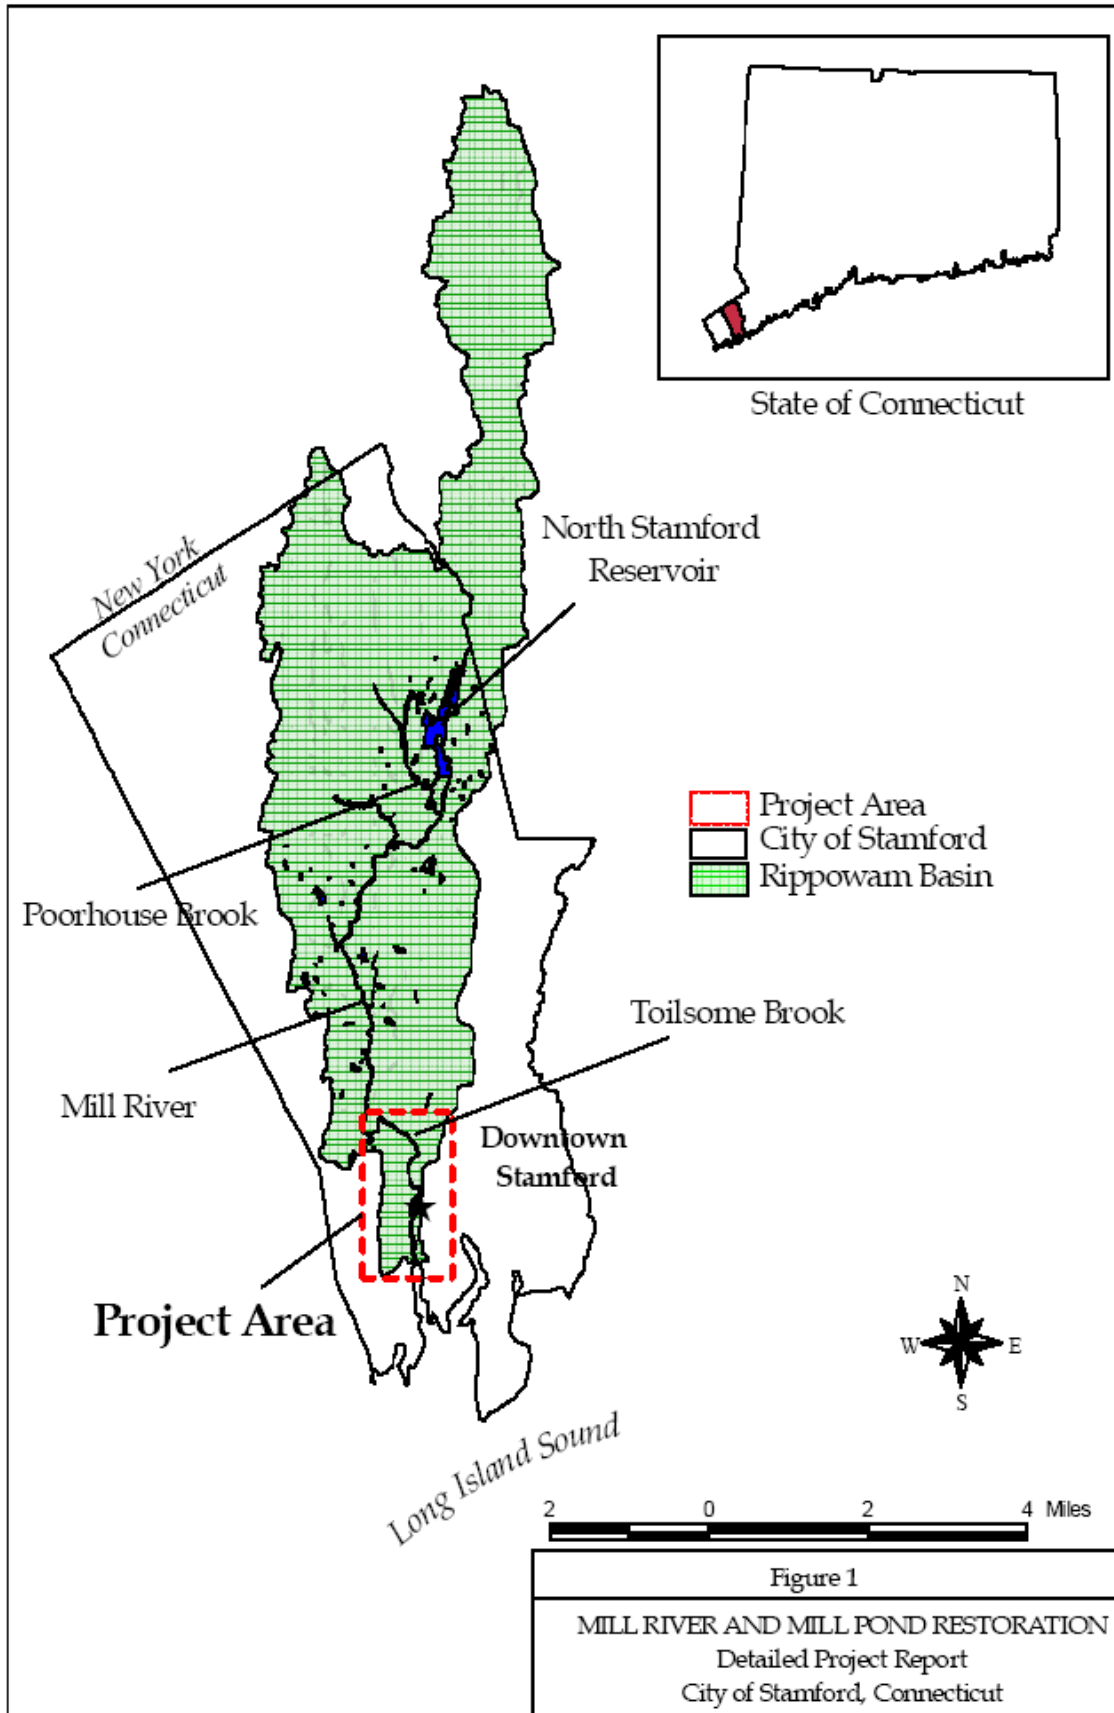 State of Connecticut
North Stamford
Reservoir
New York
Connecticut
Project Area
City of Stamford
Rippowam Basin
Poorhouse Brook
Toilsome Brook
Mill River
Downtown
Stamford
Project Area
N
W E
S
Long Island Sound
2 0 2 4 Miles
Figure 1
MILL RIVER AND MILL POND RESTORATION
Detailed Project Report
City of Stamford, Connecticut